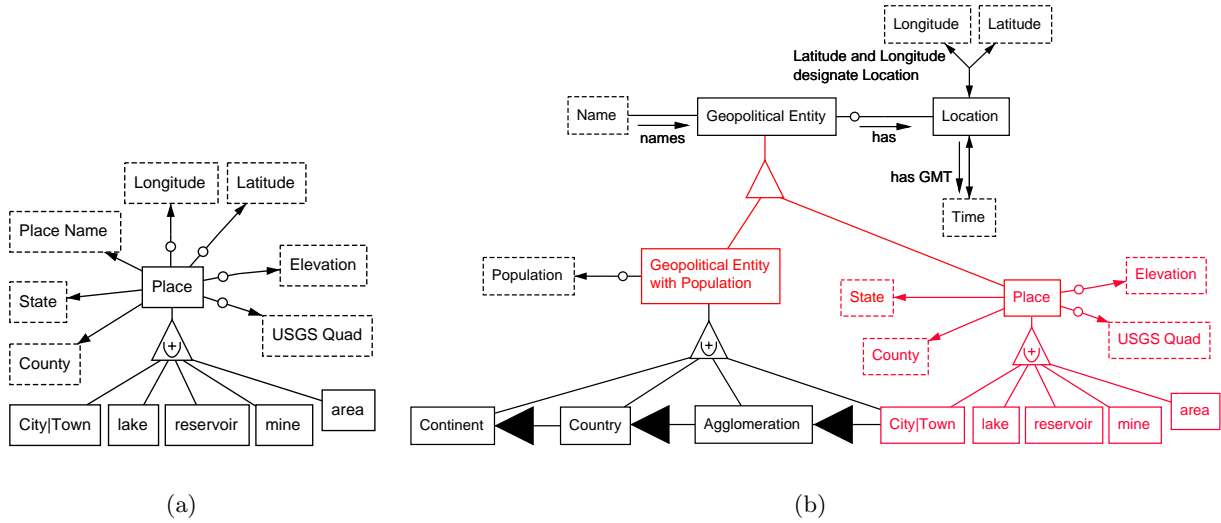 Longitude
Latitude
Place Name
Elevation
State
Place
USGS Quad
County
City|Town
lake
reservoir
mine
area
(a)
Longitude
Latitude
Latitude and Longitude
designate Location
Name
names
Geopolitical Entity
has
Location
has GMT
Time
Population
Geopolitical Entity
with Population
State
Place
Elevation
County
USGS Quad
Continent
Country
Agglomeration
City|Town
lake
reservoir
mine
area
(b)